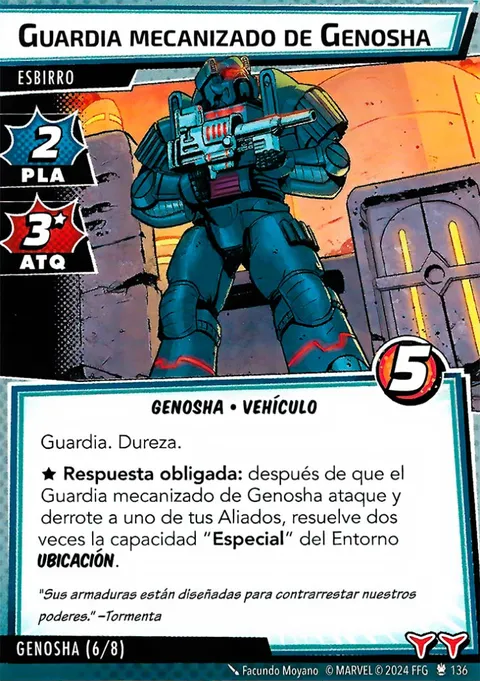 Guardia mecanizado de Genosha
ESBIRRO
2
PLA
3★
ATQ
5
GENOSHA • VEHÍCULO
Guardia. Dureza.
★ Respuesta obligada: después de que el
Guardia mecanizado de Genosha ataque y
derrote a uno de tus Aliados, resuelve dos
veces la capacidad “Especial” del Entorno
UBICACIÓN.
"Sus armaduras están diseñadas para contrarrestar nuestros
poderes." –Tormenta
GENOSHA (6/8)
Facundo Moyano © MARVEL © 2024 FFG 136